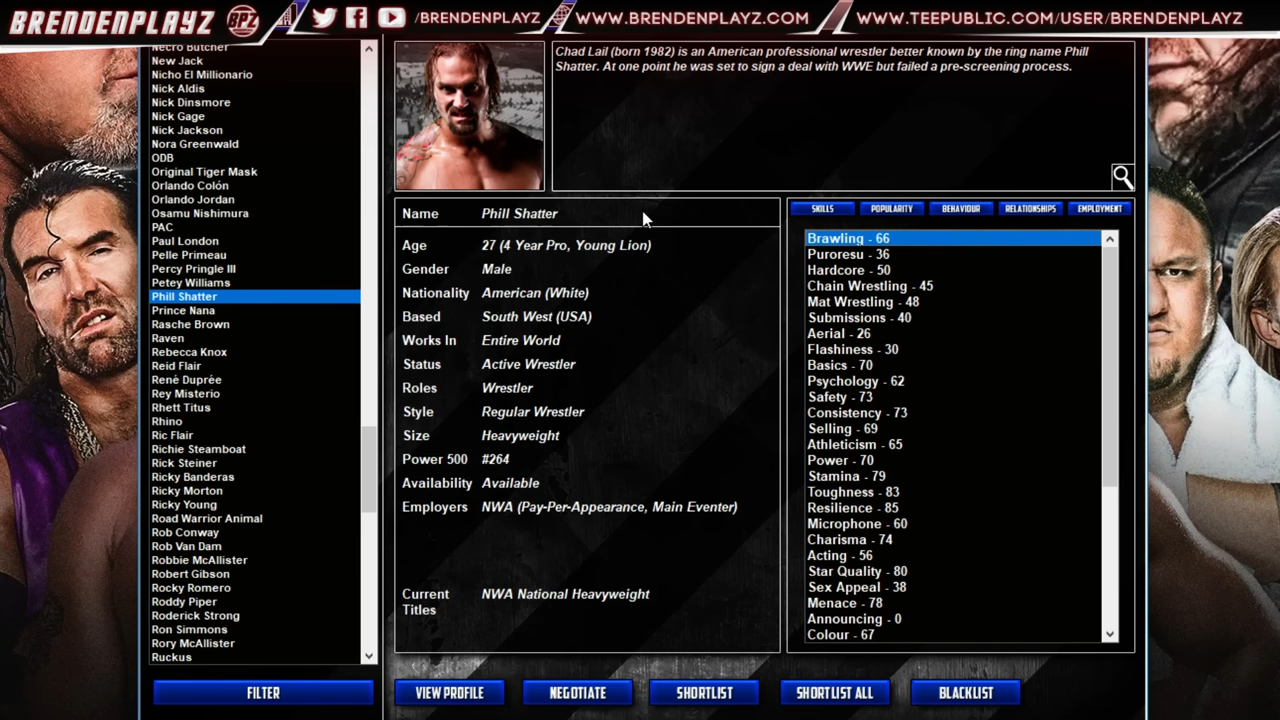 BRENDENPLAYZ BPZ /BRENDENPLAYZ WWW.BRENDENPLAYZ.COM WWW.TEEPUBLIC.COM/USER/BRENDENPLAYZ
Necro Butcher
New Jack
Nicho El Millionario
Nick Aldis
Nick Dinsmore
Nick Gage
Nick Jackson
Nora Greenwald
ODB
Original Tiger Mask
Orlando Colón
Orlando Jordan
Osamu Nishimura
PAC
Paul London
Pelle Primeau
Percy Pringle III
Petey Williams
Phill Shatter
Prince Nana
Rasche Brown
Raven
Rebecca Knox
Reid Flair
René Duprée
Rey Misterio
Rhett Titus
Rhino
Ric Flair
Richie Steamboat
Rick Steiner
Ricky Banderas
Ricky Morton
Ricky Young
Road Warrior Animal
Rob Conway
Rob Van Dam
Robbie McAllister
Robert Gibson
Rocky Romero
Roddy Piper
Roderick Strong
Ron Simmons
Rory McAllister
Ruckus
FILTER
Chad Lail (born 1982) is an American professional wrestler better known by the ring name Phill
Shatter. At one point he was set to sign a deal with WWE but failed a pre-screening process.
Name Phill Shatter
Age 27 (4 Year Pro, Young Lion)
Gender Male
Nationality American (White)
Based South West (USA)
Works In Entire World
Status Active Wrestler
Roles Wrestler
Style Regular Wrestler
Size Heavyweight
Power 500 #264
Availability Available
Employers NWA (Pay-Per-Appearance, Main Eventer)
Current NWA National Heavyweight
Titles
SKILLS POPULARITY BEHAVIOUR RELATIONSHIPS EMPLOYMENT
Brawling - 66
Puroresu - 36
Hardcore - 50
Chain Wrestling - 45
Mat Wrestling - 48
Submissions - 40
Aerial - 26
Flashiness - 30
Basics - 70
Psychology - 62
Safety - 73
Consistency - 73
Selling - 69
Athleticism - 65
Power - 70
Stamina - 79
Toughness - 83
Resilience - 85
Microphone - 60
Charisma - 74
Acting - 56
Star Quality - 80
Sex Appeal - 38
Menace - 78
Announcing - 0
Colour - 67
VIEW PROFILE NEGOTIATE SHORTLIST SHORTLIST ALL BLACKLIST